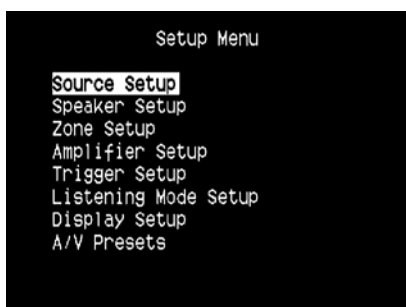 Setup Menu
Source Setup
Speaker Setup
Zone Setup
Amplifier Setup
Trigger Setup
Listening Mode Setup
Display Setup
A/V Presets